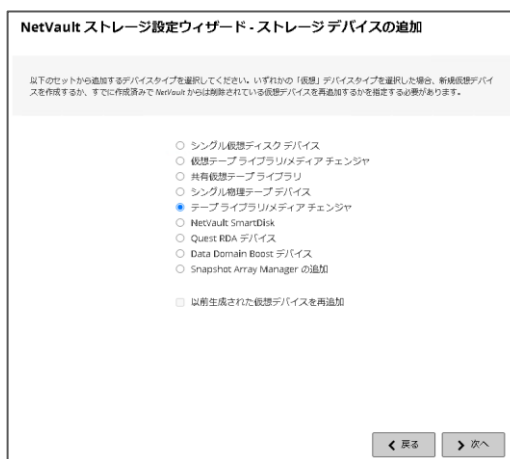 NetVault ストレージ設定ウィザード - ストレージ デバイスの追加
以下のセットから追加するデバイスタイプを選択してください。いずれかの「仮想」デバイスタイプを選択した場合、新規仮想デバイ
スを作成するか、すでに作成済みで NetVault からは削除されている仮想デバイスを再追加するかを指定する必要があります。
シングル仮想ディスク デバイス
仮想テープ ライブラリ/メディア チェンジャ
共有仮想テープ ライブラリ
シングル物理テープ デバイス
テープ ライブラリ/メディア チェンジャ
NetVault SmartDisk
Quest RDA デバイス
Data Domain Boost デバイス
Snapshot Array Manager の追加
以前生成された仮想デバイスを再追加
戻る 次へ